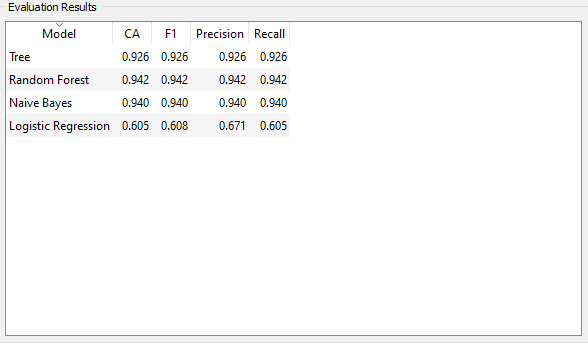 Evaluation Results
Model CA F1 Precision Recall
Tree 0.926 0.926 0.926 0.926
Random Forest 0.942 0.942 0.942 0.942
Naive Bayes 0.940 0.940 0.940 0.940
Logistic Regression 0.605 0.608 0.671 0.605